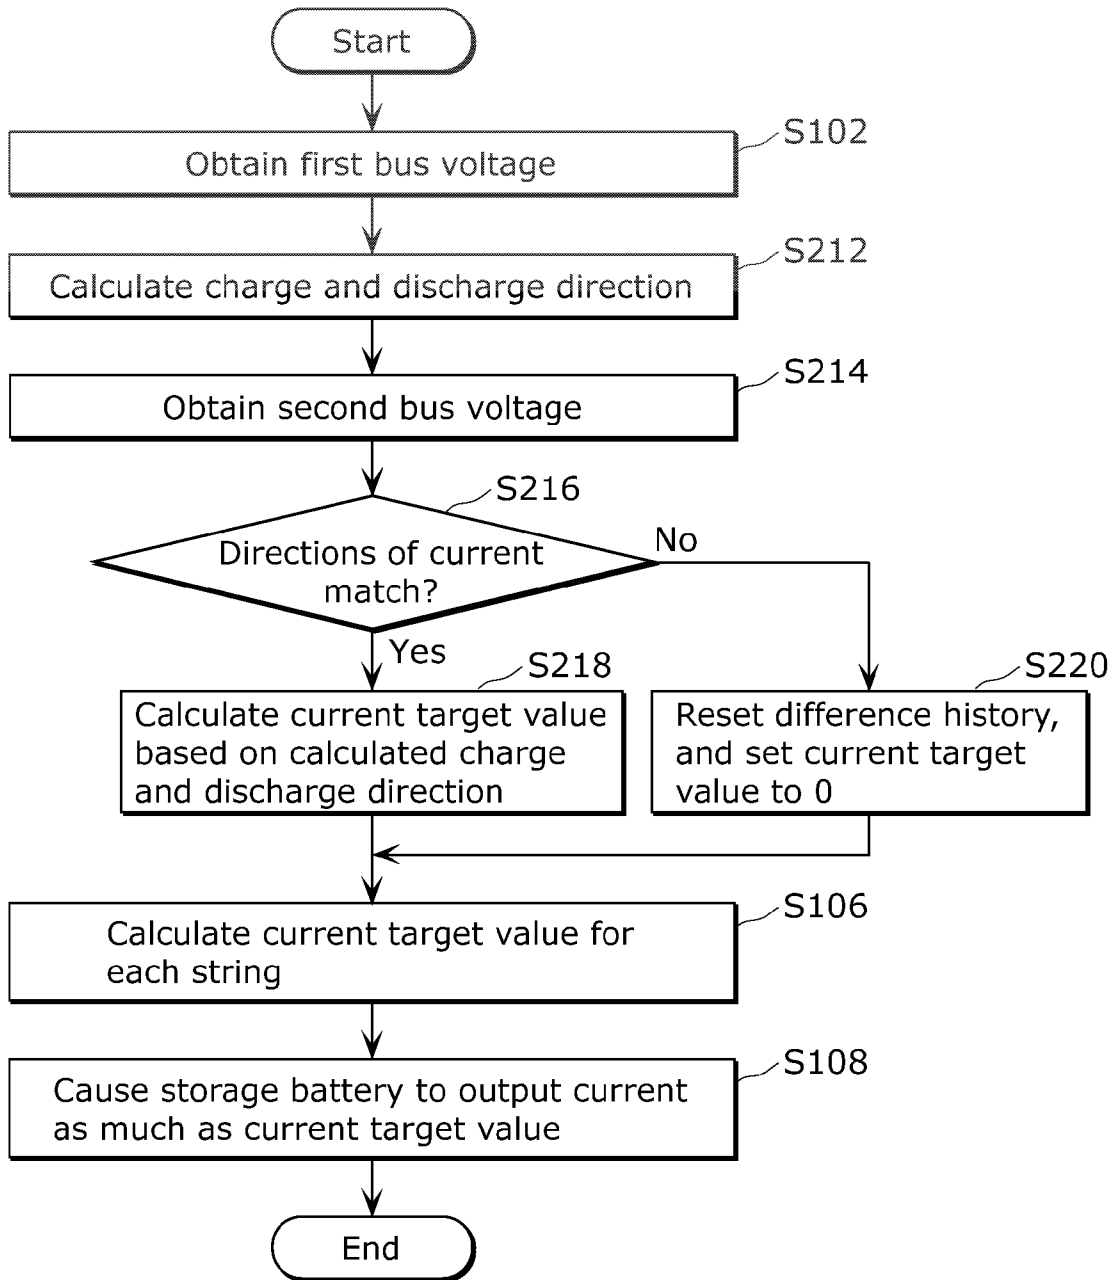 Start
S102
Obtain first bus voltage
S212
Calculate charge and discharge direction
S214
Obtain second bus voltage
S216
Directions of current
match?
No
Yes
S218
Calculate current target value
based on calculated charge
and discharge direction
S220
Reset difference history,
and set current target
value to 0
S106
Calculate current target value for
each string
S108
Cause storage battery to output current
as much as current target value
End